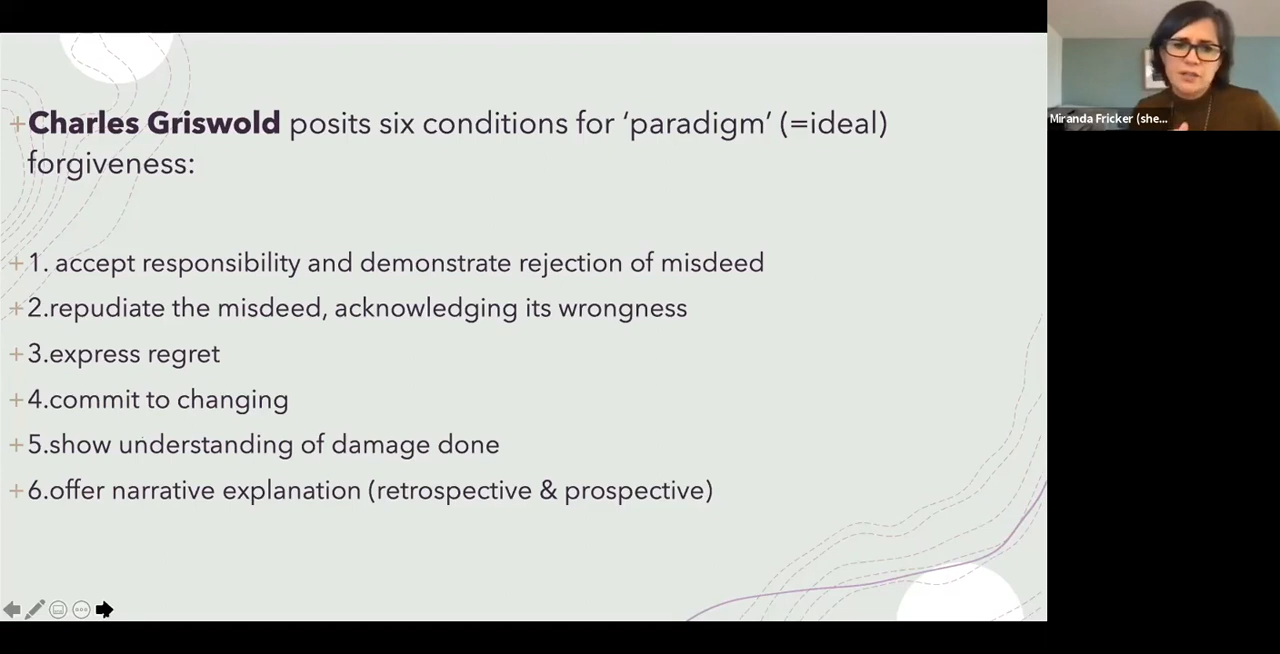 +Charles Griswold posits six conditions for ‘paradigm’ (=ideal)
forgiveness:
+1. accept responsibility and demonstrate rejection of misdeed
+2.repudiate the misdeed, acknowledging its wrongness
+3.express regret
+4.commit to changing
+5.show understanding of damage done
+6.offer narrative explanation (retrospective & prospective)
Miranda Fricker (she...